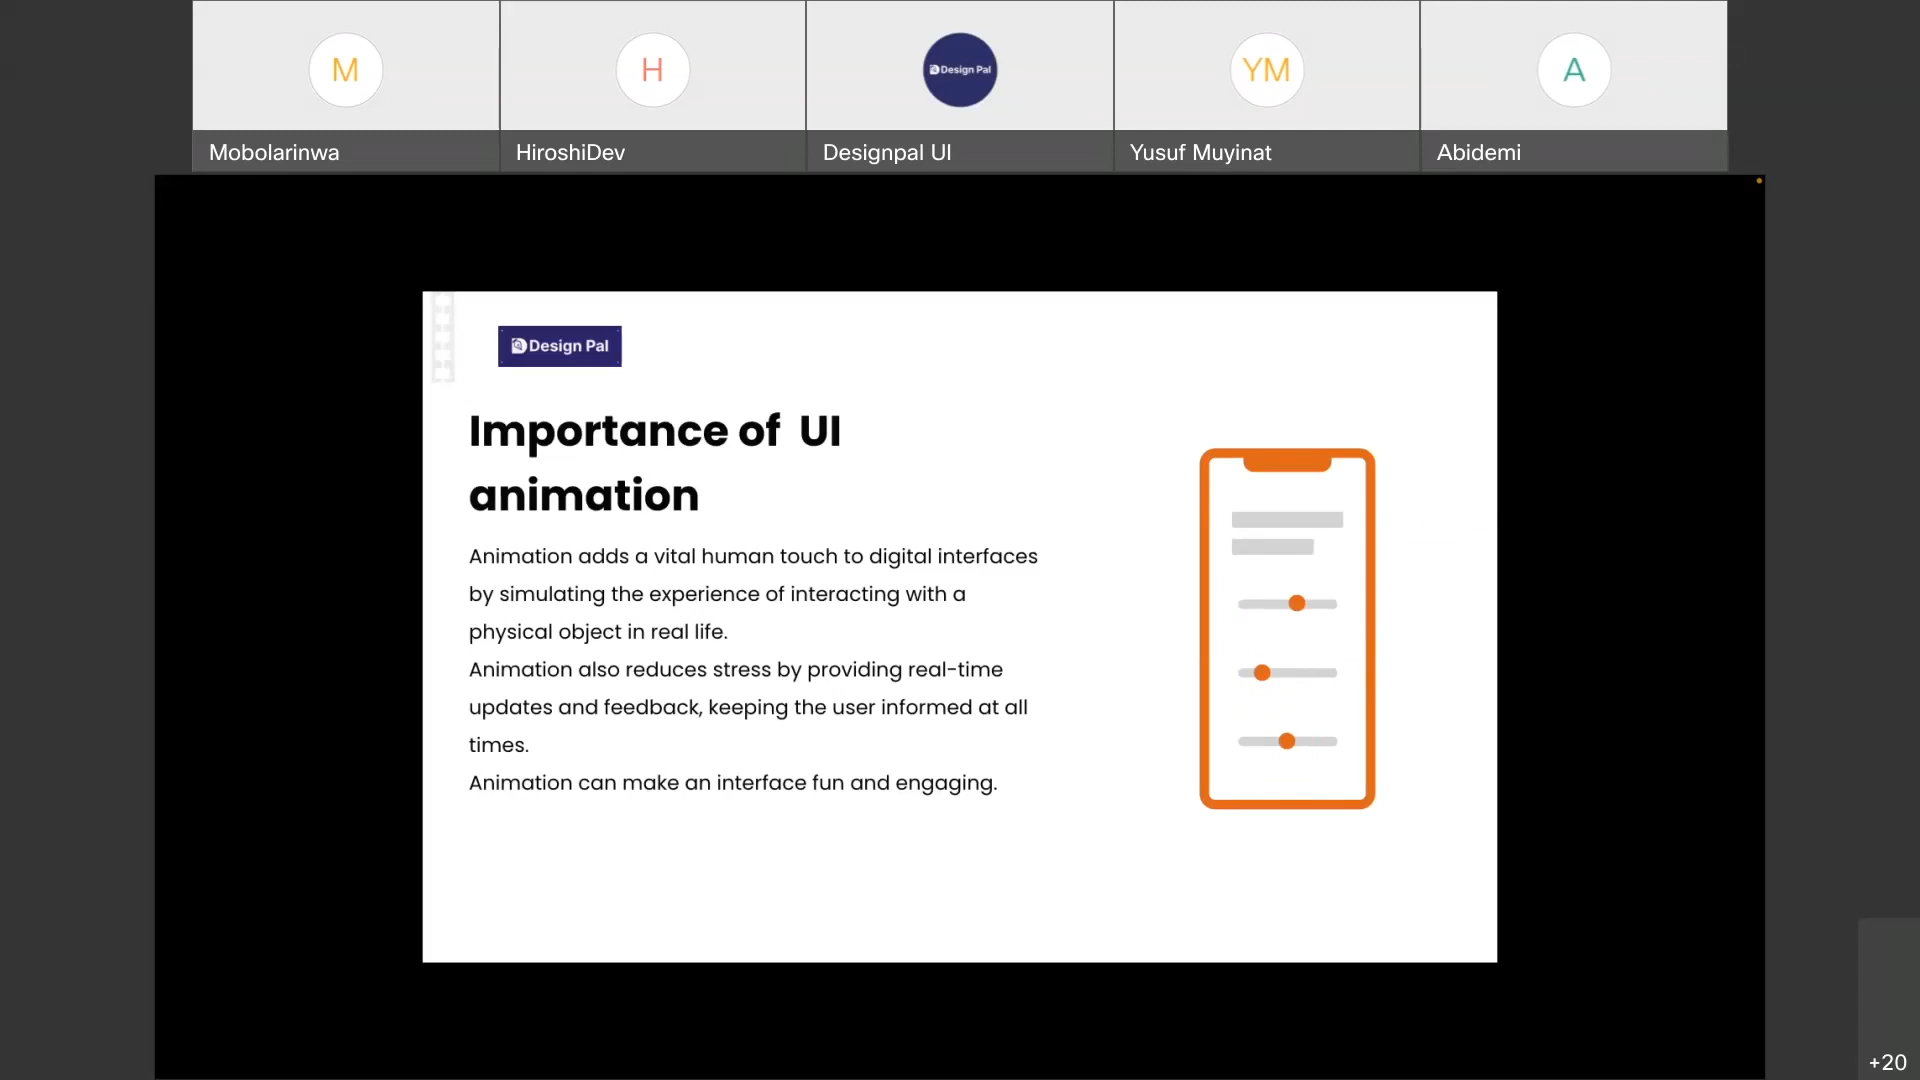 M
H
Design Pal
YM
A
Mobolarinwa
HiroshiDev
Designpal UI
Yusuf Muyinat
Abidemi
Design Pal
Importance of  UI
animation
Animation adds a vital human touch to digital interfaces
by simulating the experience of interacting with a
physical object in real life.
Animation also reduces stress by providing real-time
updates and feedback, keeping the user informed at all
times.
Animation can make an interface fun and engaging.
+20